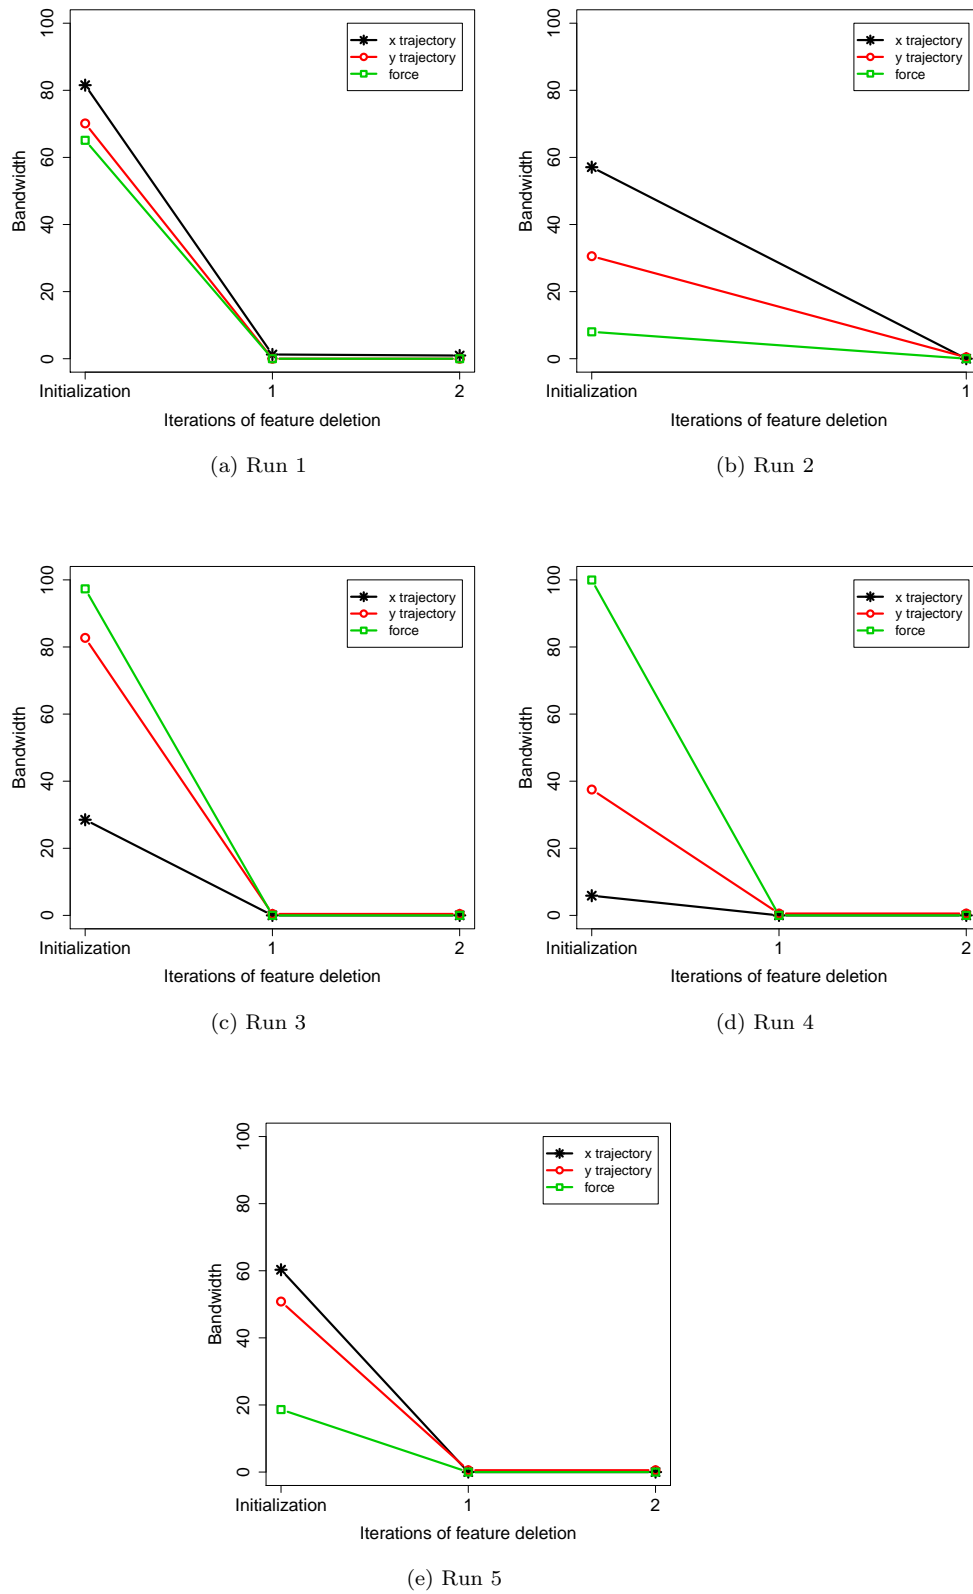 100
80
60
40
20
0
Bandwidth
x trajectory
y trajectory
force
Initialization 1 2
Iterations of feature deletion
(a) Run 1
100
80
60
40
20
0
Bandwidth
x trajectory
y trajectory
force
Initialization 1
Iterations of feature deletion
(b) Run 2
100
80
60
40
20
0
Bandwidth
x trajectory
y trajectory
force
Initialization 1 2
Iterations of feature deletion
(c) Run 3
100
80
60
40
20
0
Bandwidth
x trajectory
y trajectory
force
Initialization 1 2
Iterations of feature deletion
(d) Run 4
100
80
60
40
20
0
Bandwidth
x trajectory
y trajectory
force
Initialization 1 2
Iterations of feature deletion
(e) Run 5